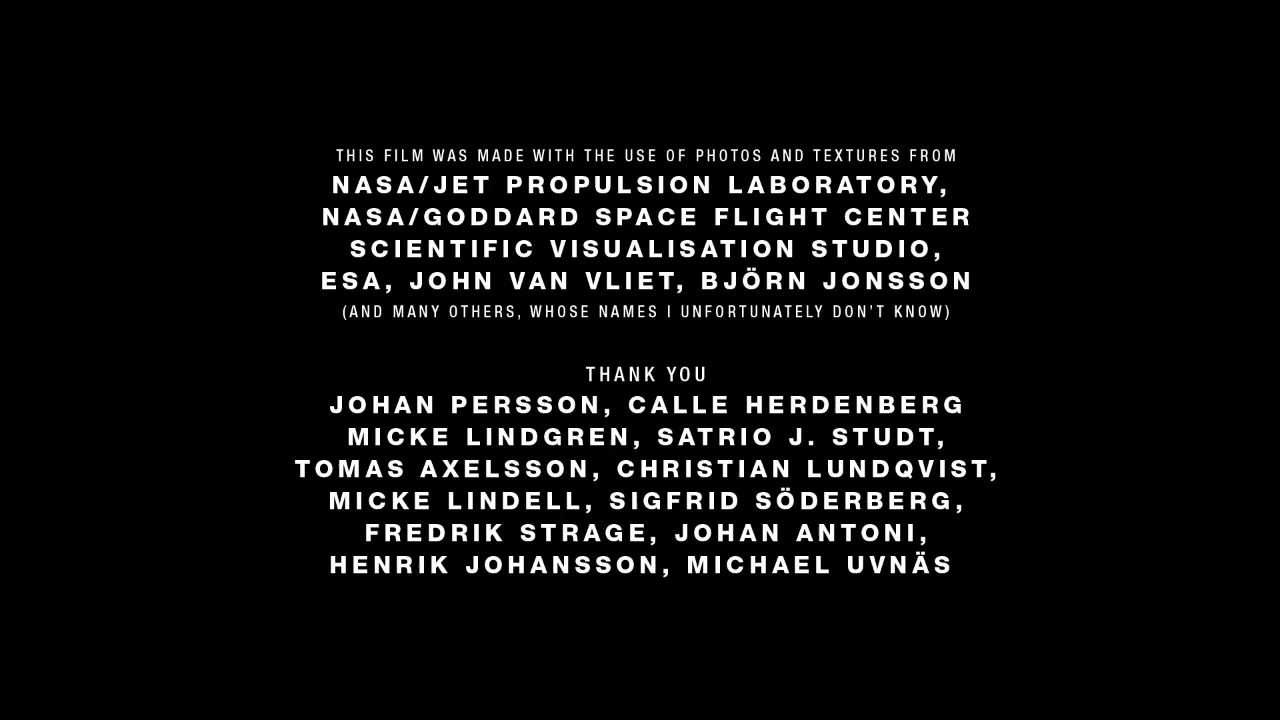 THIS FILM WAS MADE WITH THE USE OF PHOTOS AND TEXTURES FROM
NASA/JET PROPULSION LABORATORY,
NASA/GODDARD SPACE FLIGHT CENTER
SCIENTIFIC VISUALISATION STUDIO,
ESA, JOHN VAN VLIET, BJÖRN JONSSON
(AND MANY OTHERS, WHOSE NAMES I UNFORTUNATELY DON'T KNOW)
THANK YOU
JOHAN PERSSON, CALLE HERDENBERG
MICKE LINDGREN, SATRIO J. STUDT,
TOMAS AXELSSON, CHRISTIAN LUNDQVIST,
MICKE LINDELL, SIGFRID SÖDERBERG,
FREDRIK STRAGE, JOHAN ANTONI,
HENRIK JOHANSSON, MICHAEL UVNÄS